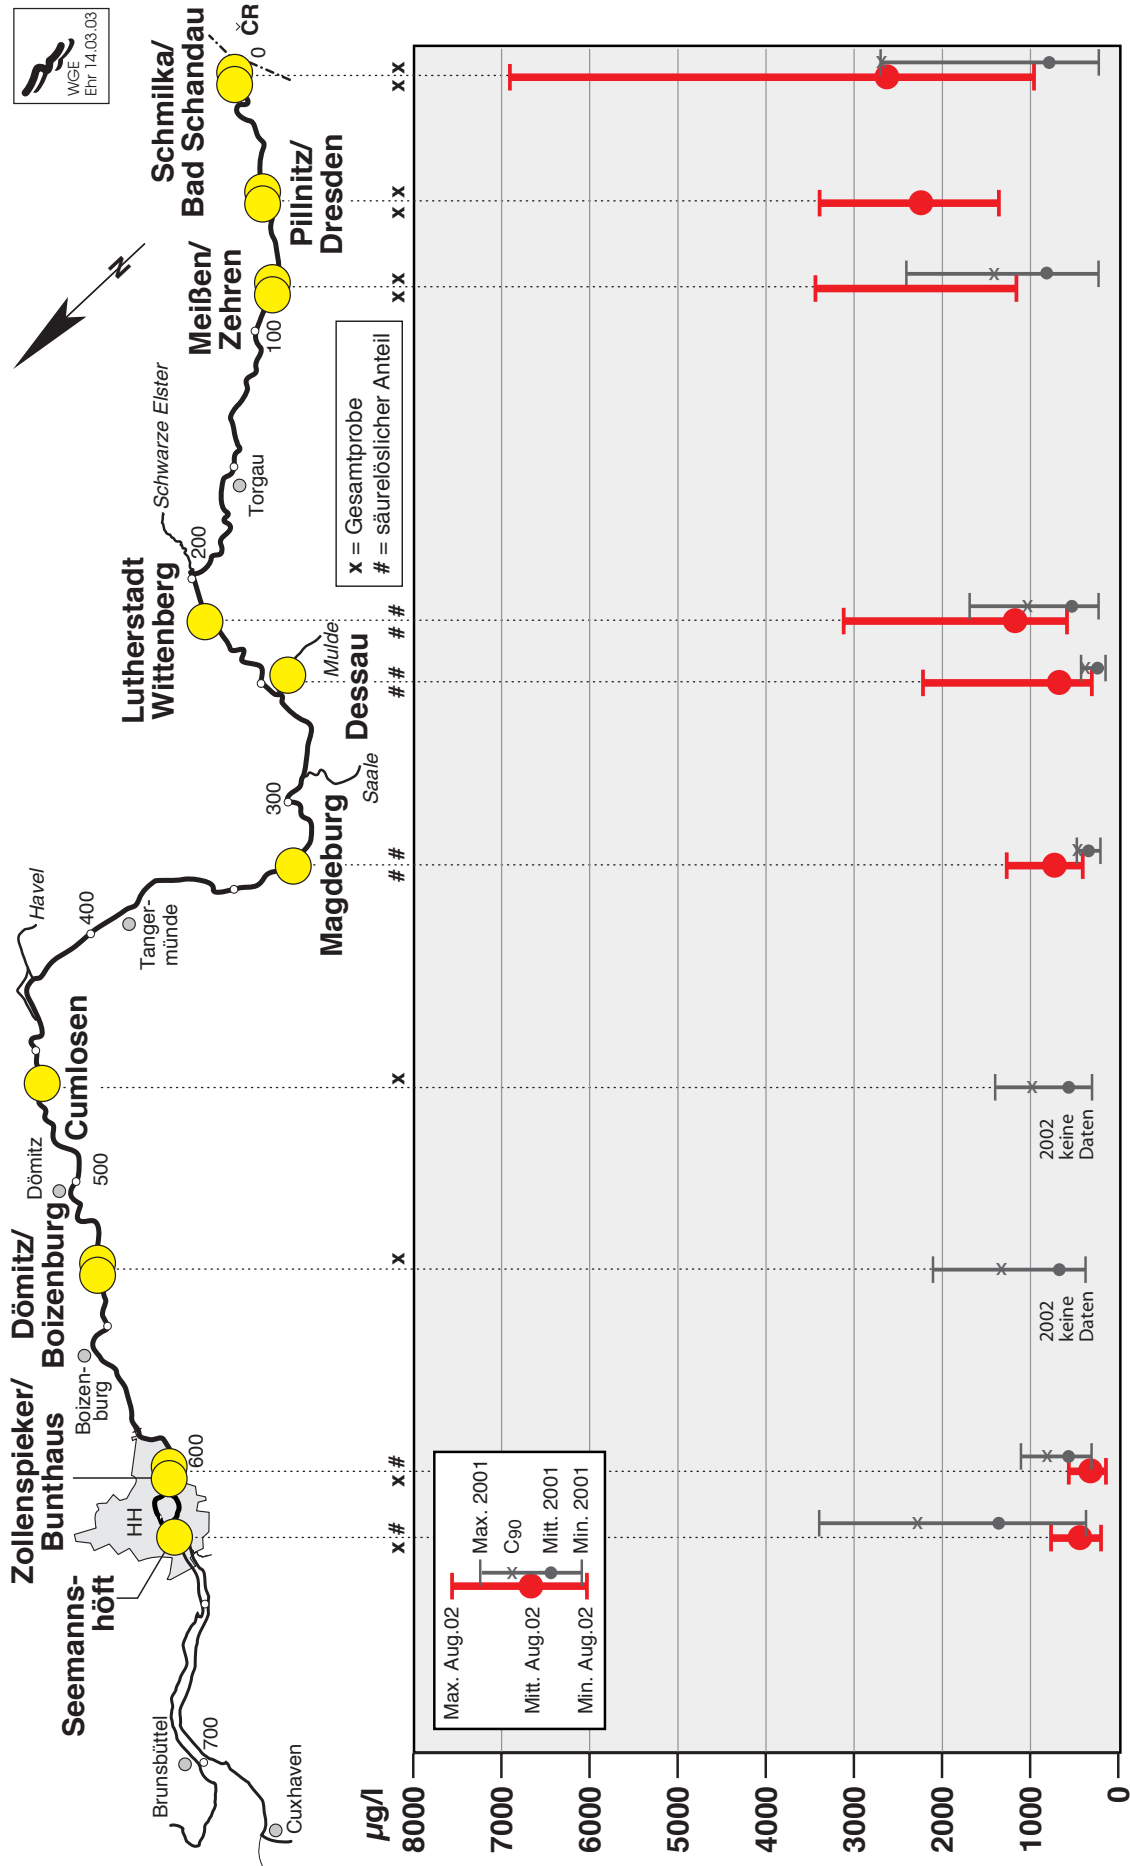 Seemanns-
höft
Zollenspieker/
Bunthaus
Dömitz/
Boizenburg
Cumlosen
Magdeburg
Dessau
Lutherstadt
Wittenberg
Meißen/
Zehren
Pillnitz/
Dresden
Schmilka/
Bad Schandau
WGE
Ehr 14.03.03
ČR
0
N
100
Schwarze Elster
Torgau
200
Mulde
Saale
300
Havel
400
Tanger-
münde
Dömitz
500
Boizen-
burg
HH
600
Brunsbüttel
700
Cuxhaven
x = Gesamtprobe
# = säurelöslicher Anteil
x #
x #
x
x
# #
# #
# #
x x
x x
x x
µg/l
8000
7000
6000
5000
4000
3000
2000
1000
0
Max. Aug.02
Mitt. Aug.02
Min. Aug.02
Max. 2001
x C90
Mitt. 2001
Min. 2001
x
x
x
2002
keine
Daten
x
2002
keine
Daten
x
x
x
x
x